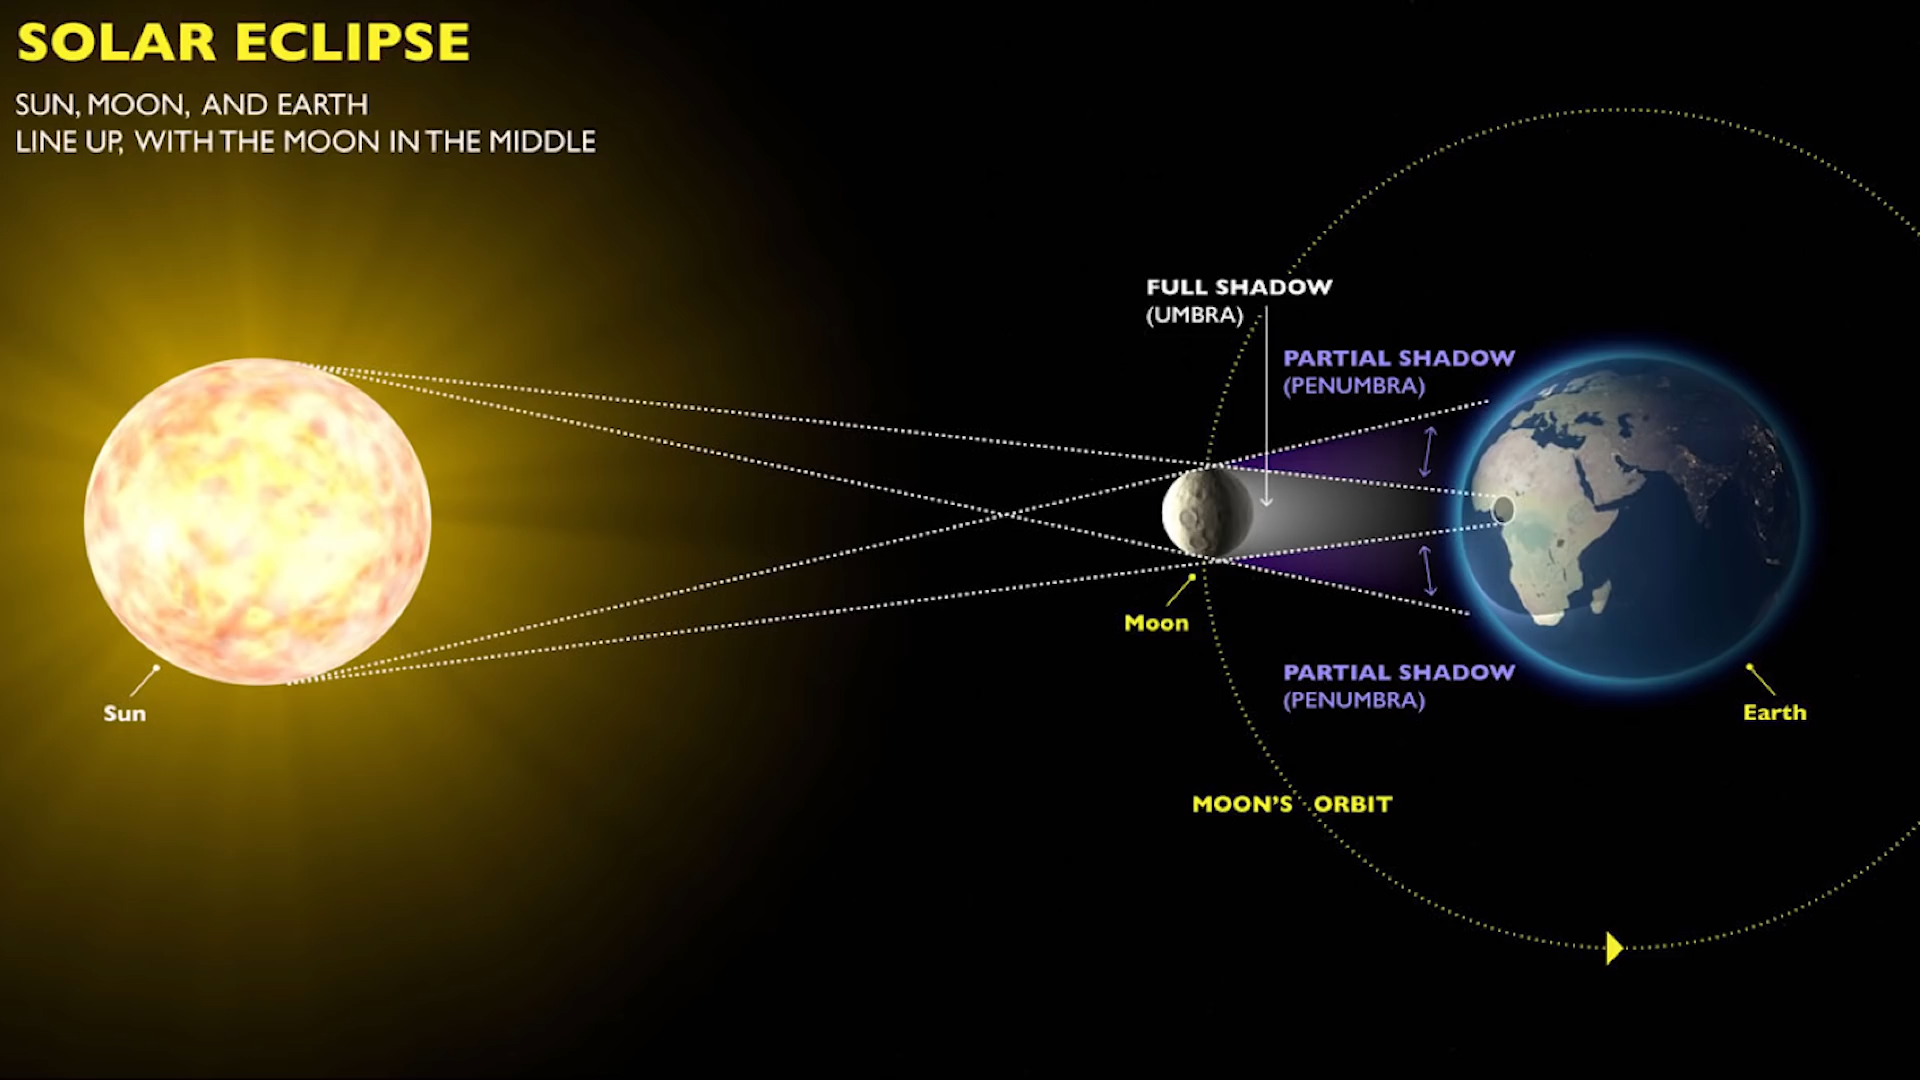 SOLAR ECLIPSE
SUN, MOON, AND EARTH
LINE UP, WITH THE MOON IN THE MIDDLE
FULL SHADOW
(UMBRA)
PARTIAL SHADOW
(PENUMBRA)
Moon
PARTIAL SHADOW
(PENUMBRA)
Sun
Earth
MOON'S ORBIT